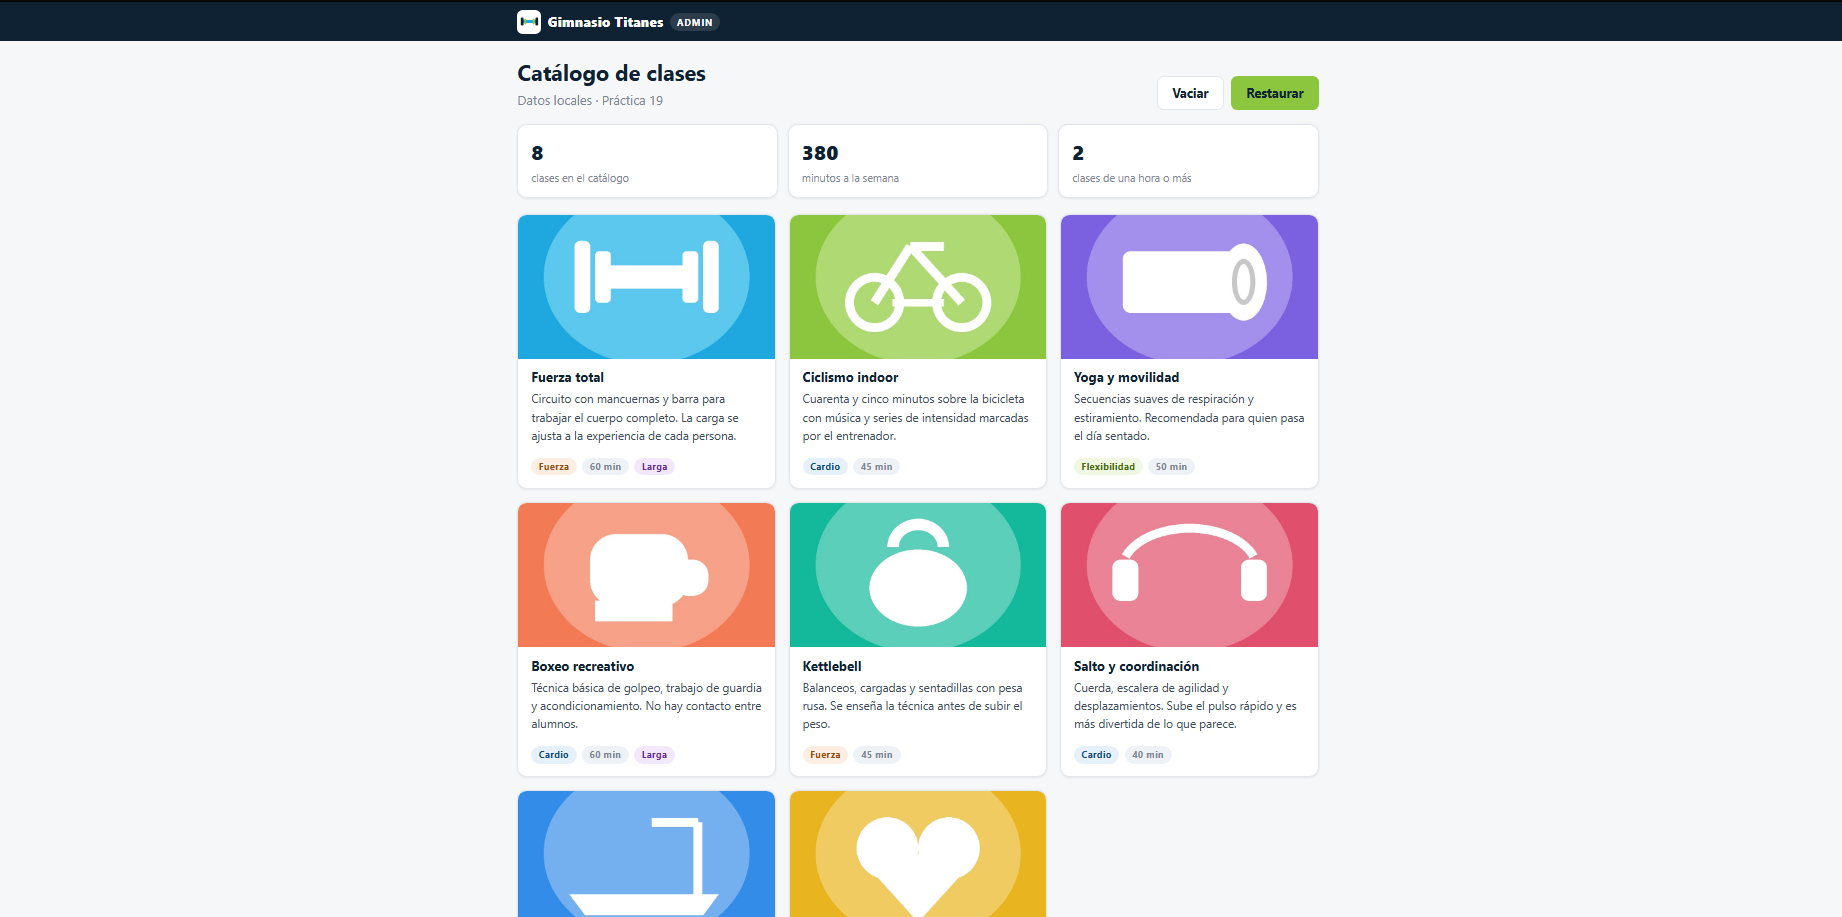 Gimnasio Titanes ADMIN
Catálogo de clases
Datos locales · Práctica 19
Vaciar
Restaurar
8
clases en el catálogo
380
minutos a la semana
2
clases de una hora o más
Fuerza total
Circuito con mancuernas y barra para
trabajar el cuerpo completo. La carga se
ajusta a la experiencia de cada persona.
Fuerza 60 min Larga
Ciclismo indoor
Cuarenta y cinco minutos sobre la bicicleta
con música y series de intensidad marcadas
por el entrenador.
Cardio 45 min
Yoga y movilidad
Secuencias suaves de respiración y
estiramiento. Recomendada para quien pasa
el día sentado.
Flexibilidad 50 min
Boxeo recreativo
Técnica básica de golpeo, trabajo de guardia
y acondicionamiento. No hay contacto entre
alumnos.
Cardio 60 min Larga
Kettlebell
Balanceos, cargadas y sentadillas con pesa
rusa. Se enseña la técnica antes de subir el
peso.
Fuerza 45 min
Salto y coordinación
Cuerda, escalera de agilidad y
desplazamientos. Sube el pulso rápido y es
más divertida de lo que parece.
Cardio 40 min